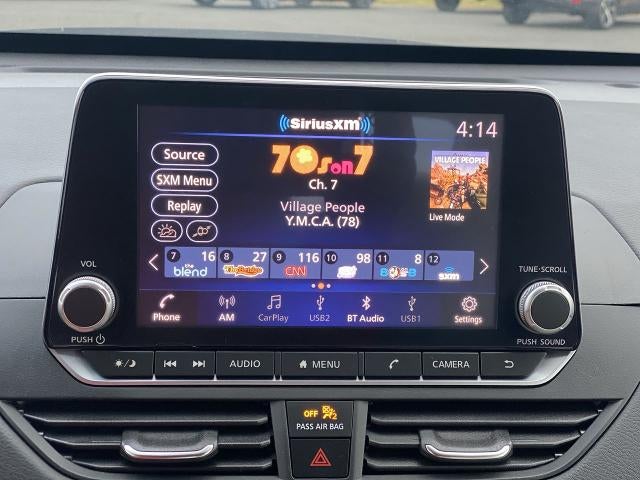 SiriusXM
4:14
70s on 7
Ch. 7
Source
SXM Menu
Replay
Village People
Y.M.C.A. (78)
VILLAGE PEOPLE
Live Mode
7 16
the blend
8 27
9 116
CNN
10 98
11 8
12
sxm
Phone
AM
CarPlay
USB2
BT Audio
USB1
Settings
VOL
PUSH
TUNE·SCROLL
PUSH SOUND
AUDIO
MENU
CAMERA
OFF 2
PASS AIR BAG